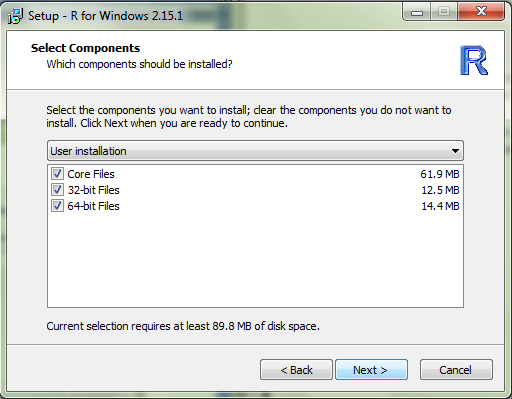 Setup - R for Windows 2.15.1
Select Components
Which components should be installed?
R
Select the components you want to install; clear the components you do not want to
install. Click Next when you are ready to continue.
User installation
Core Files 61.9 MB
32-bit Files 12.5 MB
64-bit Files 14.4 MB
Current selection requires at least 89.8 MB of disk space.
< Back Next > Cancel